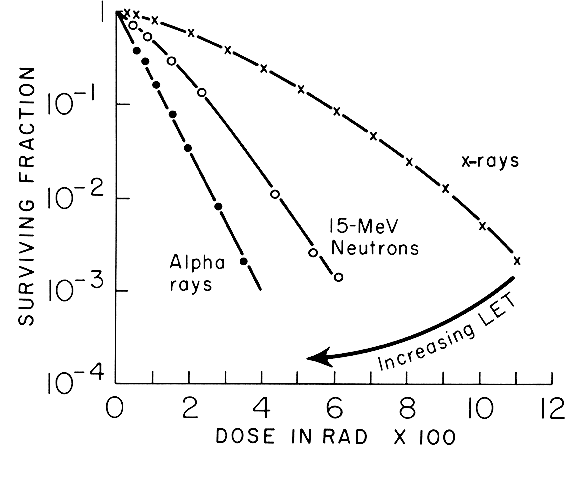 1
10-1
10-2
10-3
10-4
SURVIVING FRACTION
x-rays
15-MeV
Neutrons
Alpha
rays
Increasing LET
0 2 4 6 8 10 12
DOSE IN RAD X 100